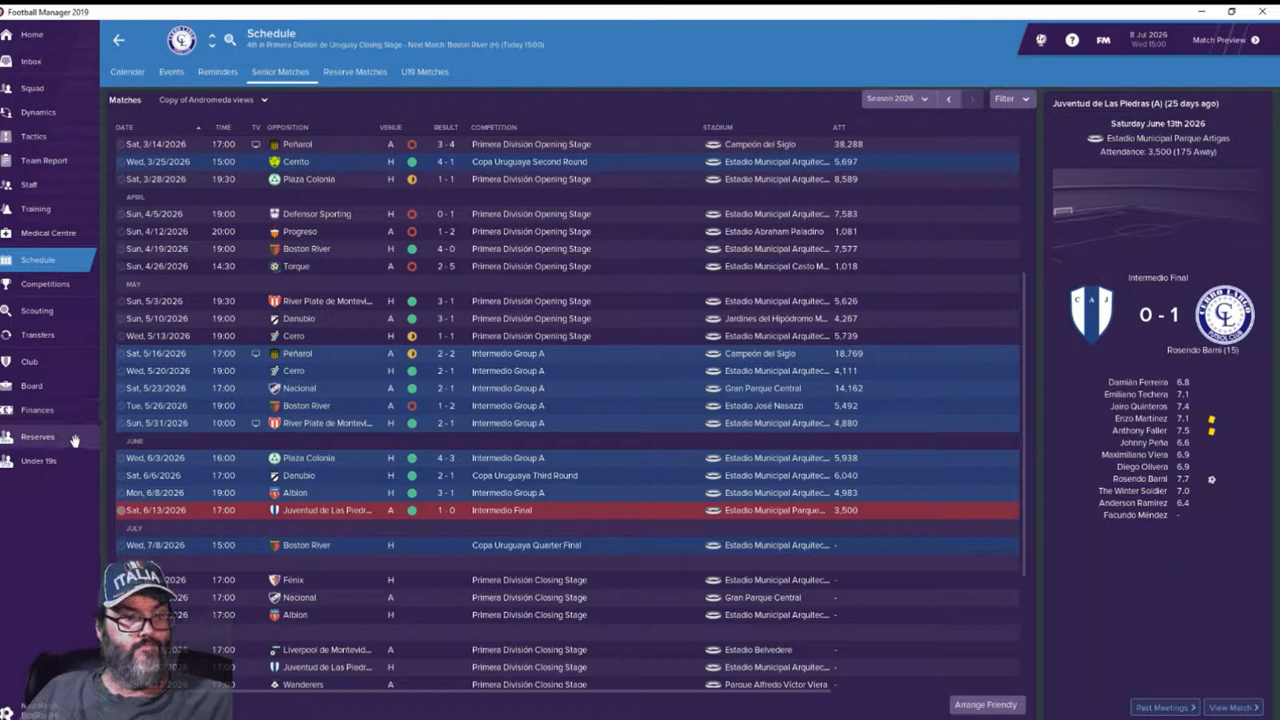 Football Manager 2019
Home
Inbox
Squad
Dynamics
Tactics
Team Report
Staff
Training
Medical Centre
Schedule
Competitions
Scouting
Transfers
Club
Board
Finances
Reserves
Under 19s
Schedule
4th in Primera División de Uruguay Closing Stage - Next Match: Boston River (H) (Today 15:00)
FM
8 Jul 2026
Wed 15:00
Match Preview
Calendar Events Reminders Senior Matches Reserve Matches U19 Matches
Matches Copy of Andromeda views Season 2026 Filter
DATE TIME TV OPPOSITION VENUE RESULT COMPETITION STADIUM ATT
Sat, 3/14/2026 17:00 Peñarol A 3 - 4 Primera División Opening Stage Campeón del Siglo 38,288
Wed, 3/25/2026 15:00 Cerrito H 4 - 1 Copa Uruguaya Second Round Estadio Municipal Arquitec... 5,697
Sat, 3/28/2026 19:30 Plaza Colonia H 1 - 1 Primera División Opening Stage Estadio Municipal Arquitec... 8,589
APRIL
Sun, 4/5/2026 19:00 Defensor Sporting H 0 - 1 Primera División Opening Stage Estadio Municipal Arquitec... 7,583
Sun, 4/12/2026 20:00 Progreso A 1 - 2 Primera División Opening Stage Estadio Abraham Paladino 1,081
Sun, 4/19/2026 19:00 Boston River H 4 - 0 Primera División Opening Stage Estadio Municipal Arquitec... 7,577
Sun, 4/26/2026 14:30 Torque A 2 - 5 Primera División Opening Stage Estadio Municipal Casto M... 1,018
MAY
Sun, 5/3/2026 19:30 River Plate de Montevi... H 3 - 1 Primera División Opening Stage Estadio Municipal Arquitec... 5,626
Sun, 5/10/2026 19:00 Danubio A 3 - 1 Primera División Opening Stage Jardines del Hipódromo M... 4,267
Wed, 5/13/2026 19:00 Cerro H 1 - 1 Primera División Opening Stage Estadio Municipal Arquitec... 5,739
Sat, 5/16/2026 17:00 Peñarol A 2 - 2 Intermedio Group A Campeón del Siglo 18,769
Wed, 5/20/2026 19:00 Cerro H 2 - 1 Intermedio Group A Estadio Municipal Arquitec... 4,111
Sat, 5/23/2026 17:00 Nacional A 2 - 1 Intermedio Group A Gran Parque Central 14,162
Tue, 5/26/2026 19:00 Boston River A 1 - 2 Intermedio Group A Estadio José Nasazzi 5,492
Sun, 5/31/2026 10:00 River Plate de Montevi... H 2 - 1 Intermedio Group A Estadio Municipal Arquitec... 4,880
JUNE
Wed, 6/3/2026 16:00 Plaza Colonia H 4 - 3 Intermedio Group A Estadio Municipal Arquitec... 5,938
Sat, 6/6/2026 17:00 Danubio H 2 - 1 Copa Uruguaya Third Round Estadio Municipal Arquitec... 6,040
Mon, 6/8/2026 19:00 Albion H 3 - 1 Intermedio Group A Estadio Municipal Arquitec... 4,983
Sat, 6/13/2026 17:00 Juventud de Las Piedr... A 1 - 0 Intermedio Final Estadio Municipal Parque... 3,500
JULY
Wed, 7/8/2026 15:00 Boston River H Copa Uruguaya Quarter Final Estadio Municipal Arquitec... -
17:00 Fénix H Primera División Closing Stage Estadio Municipal Arquitec... -
17:00 Nacional A Primera División Closing Stage Gran Parque Central -
17:00 Albion H Primera División Closing Stage Estadio Municipal Arquitec... -
17:00 Liverpool de Montevid... A Primera División Closing Stage Estadio Belvedere -
17:00 Juventud de Las Piedr... H Primera División Closing Stage Estadio Municipal Arquitec... -
Wanderers A Primera División Closing Stage Parque Alfredo Víctor Viera -
Arrange Friendly
Juventud de Las Piedras (A) (25 days ago)
Saturday June 13th 2026
Estadio Municipal Parque Artigas
Attendance: 3,500 (175 Away)
Intermedio Final
CAJ
0 - 1
CERRO LARGO
CL
Rosendo Barni (15)
Damián Ferreira 6.8
Emiliano Techera 7.1
Jairo Quinteros 7.4
Enzo Martínez 7.1
Anthony Faller 7.5
Johnny Peña 6.6
Maximiliano Viera 6.9
Diego Olivera 6.9
Rosendo Barni 7.7
The Winter Soldier 7.0
Anderson Ramírez 6.4
Facundo Méndez -
Past Meetings
View Match
ITALIA